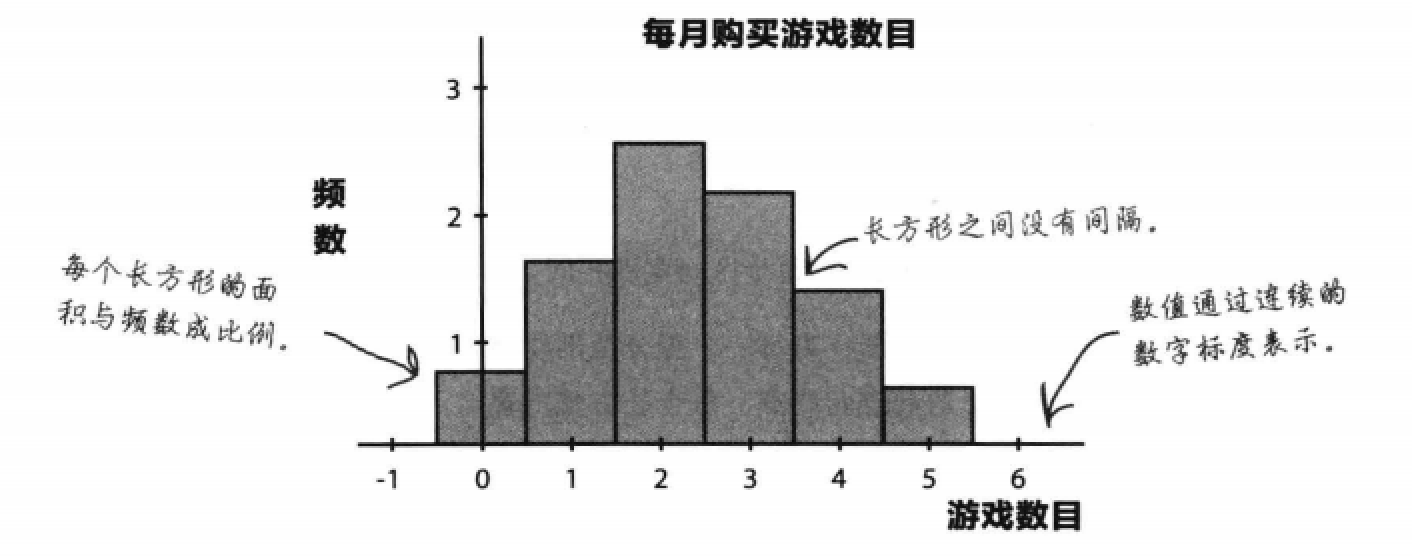 每月购买游戏数目
3
频
数
2
长方形之间没有间隔。
每个长方形的面
积与频数成比例。
数值通过连续的
数字标度表示。
1
-1 0 1 2 3 4 5 6
游戏数目